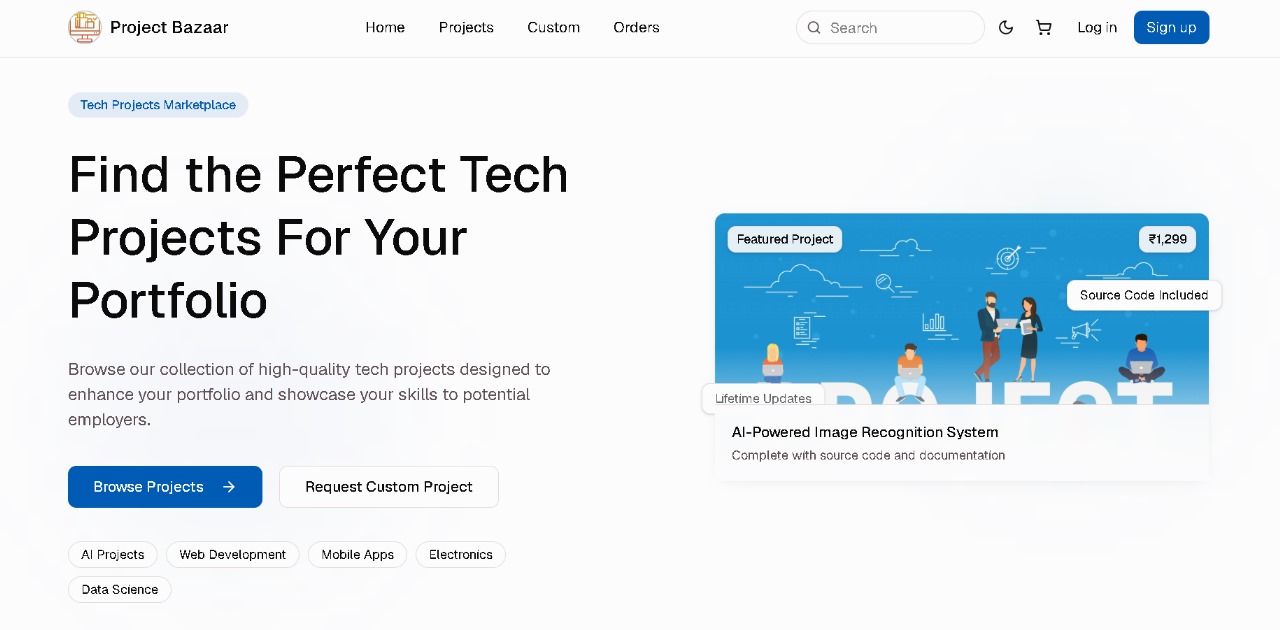 Project Bazaar
Home
Projects
Custom
Orders
Search
Log in
Sign up
Tech Projects Marketplace
Find the Perfect Tech
Projects For Your
Portfolio
Browse our collection of high-quality tech projects designed to
enhance your portfolio and showcase your skills to potential
employers.
Browse Projects
Request Custom Project
AI Projects
Web Development
Mobile Apps
Electronics
Data Science
Featured Project
₹1,299
Source Code Included
Lifetime Updates
AI-Powered Image Recognition System
Complete with source code and documentation